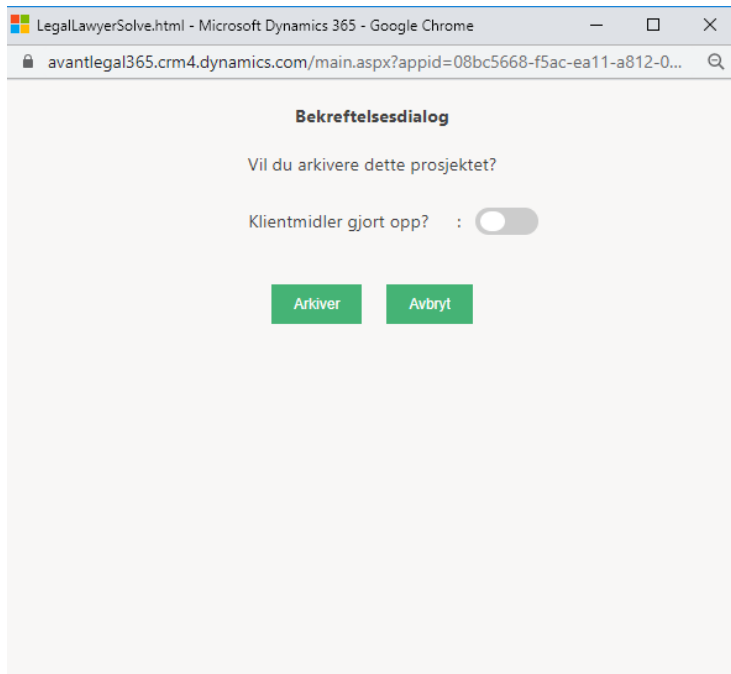 LegalLawyerSolve.html - Microsoft Dynamics 365 - Google Chrome
avantlegal365.crm4.dynamics.com/main.aspx?appid=08bc5668-f5ac-ea11-a812-0...
Bekreftelsesdialog
Vil du arkivere dette prosjektet?
Klientmidler gjort opp? :
Arkiver Avbryt